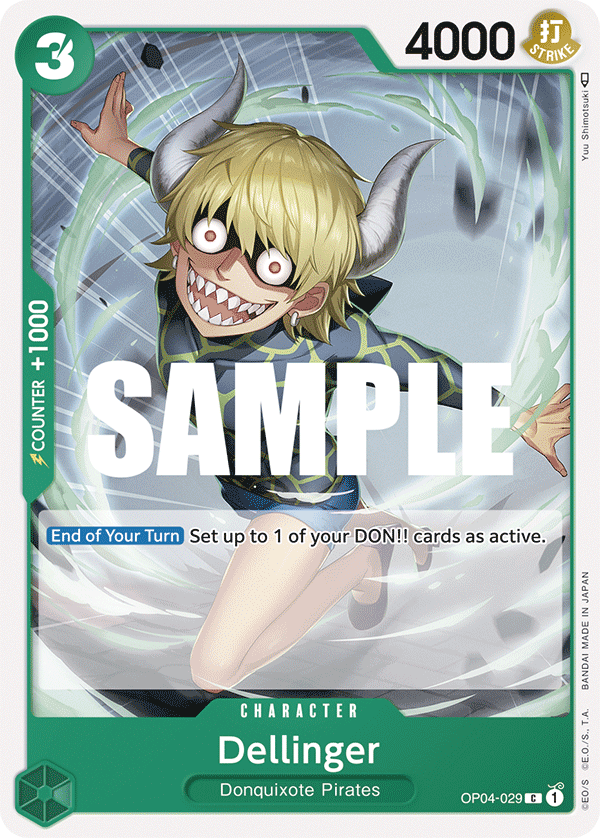 3
4000
打
STRIKE
Yuu Shimotsuki
COUNTER +1000
SAMPLE
End of Your Turn Set up to 1 of your DON!! cards as active.
CHARACTER
Dellinger
Donquixote Pirates
OP04-029 C 1
©EO/S ©E.O./S., T.A. BANDAI MADE IN JAPAN